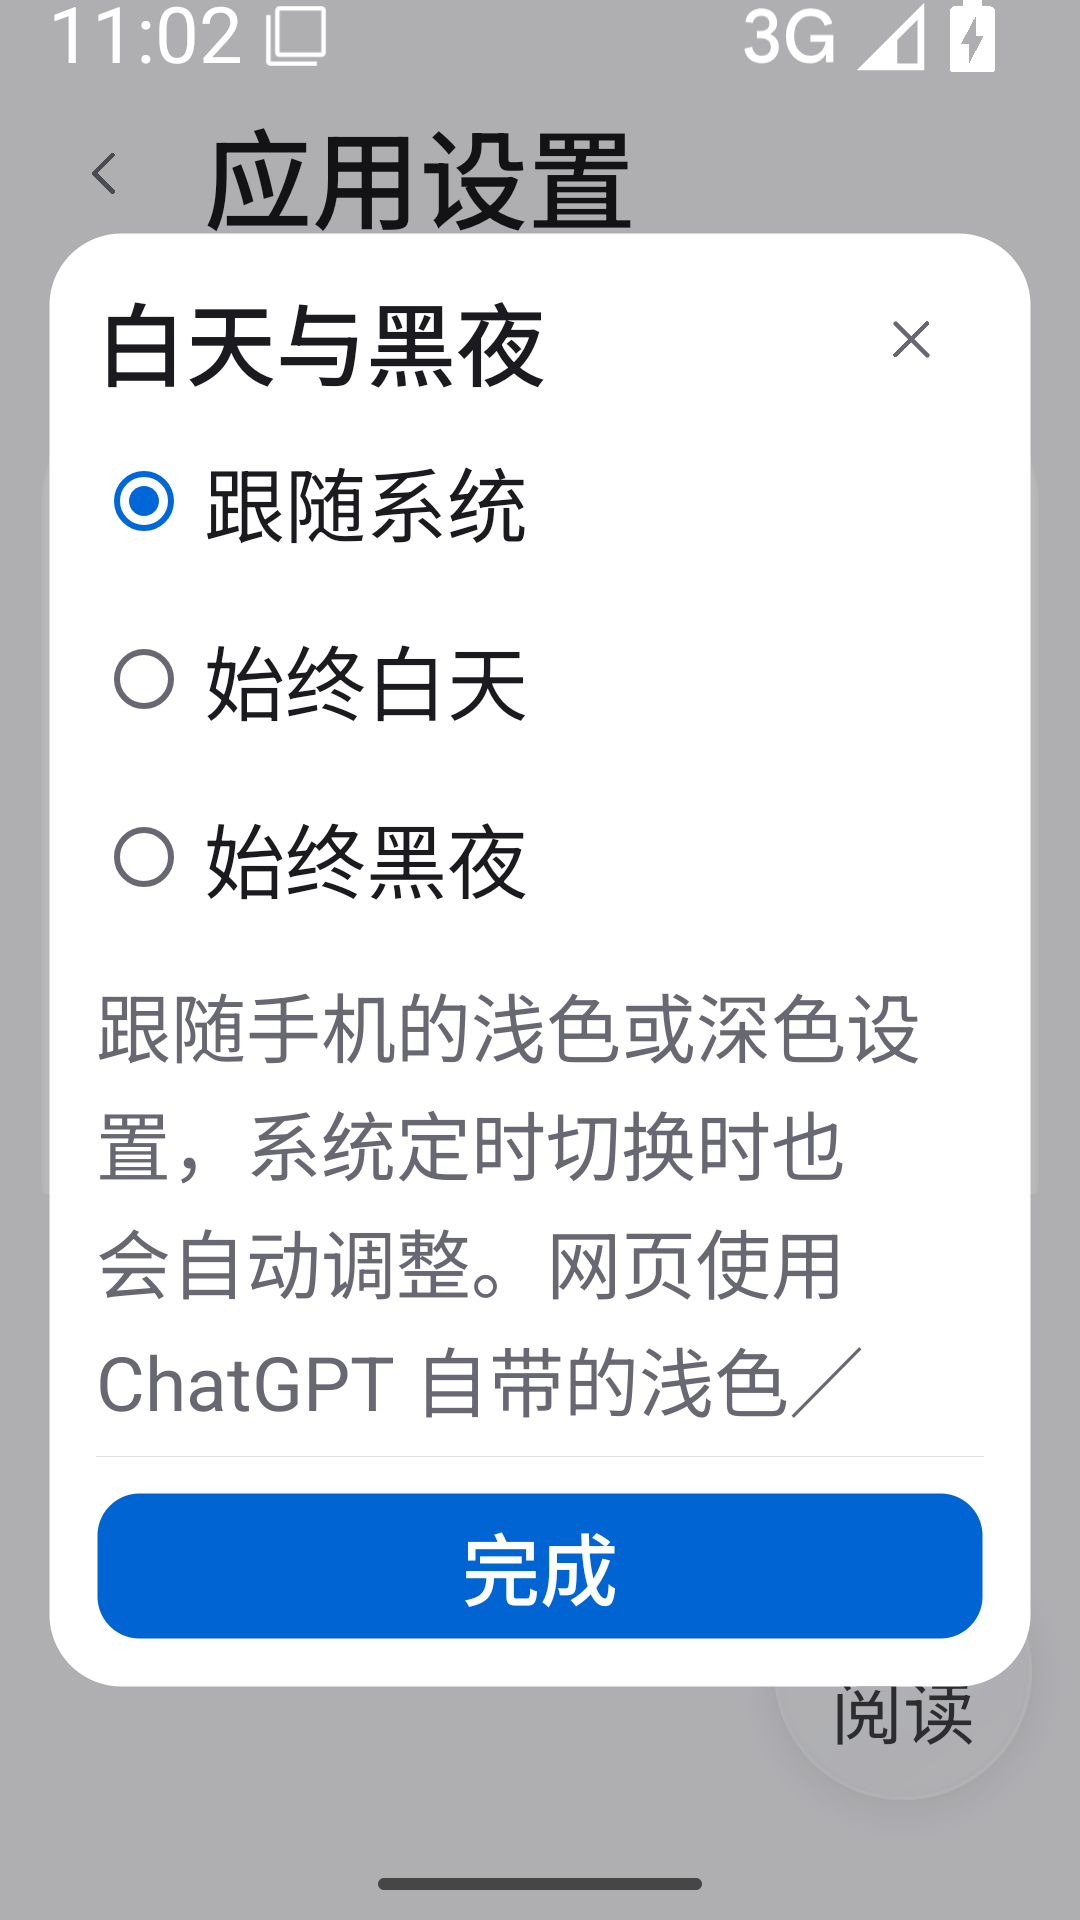 11:02 3G
应用设置
白天与黑夜
跟随系统
始终白天
始终黑夜
跟随手机的浅色或深色设
置，系统定时切换时也
会自动调整。网页使用
ChatGPT 自带的浅色／
完成
阅读